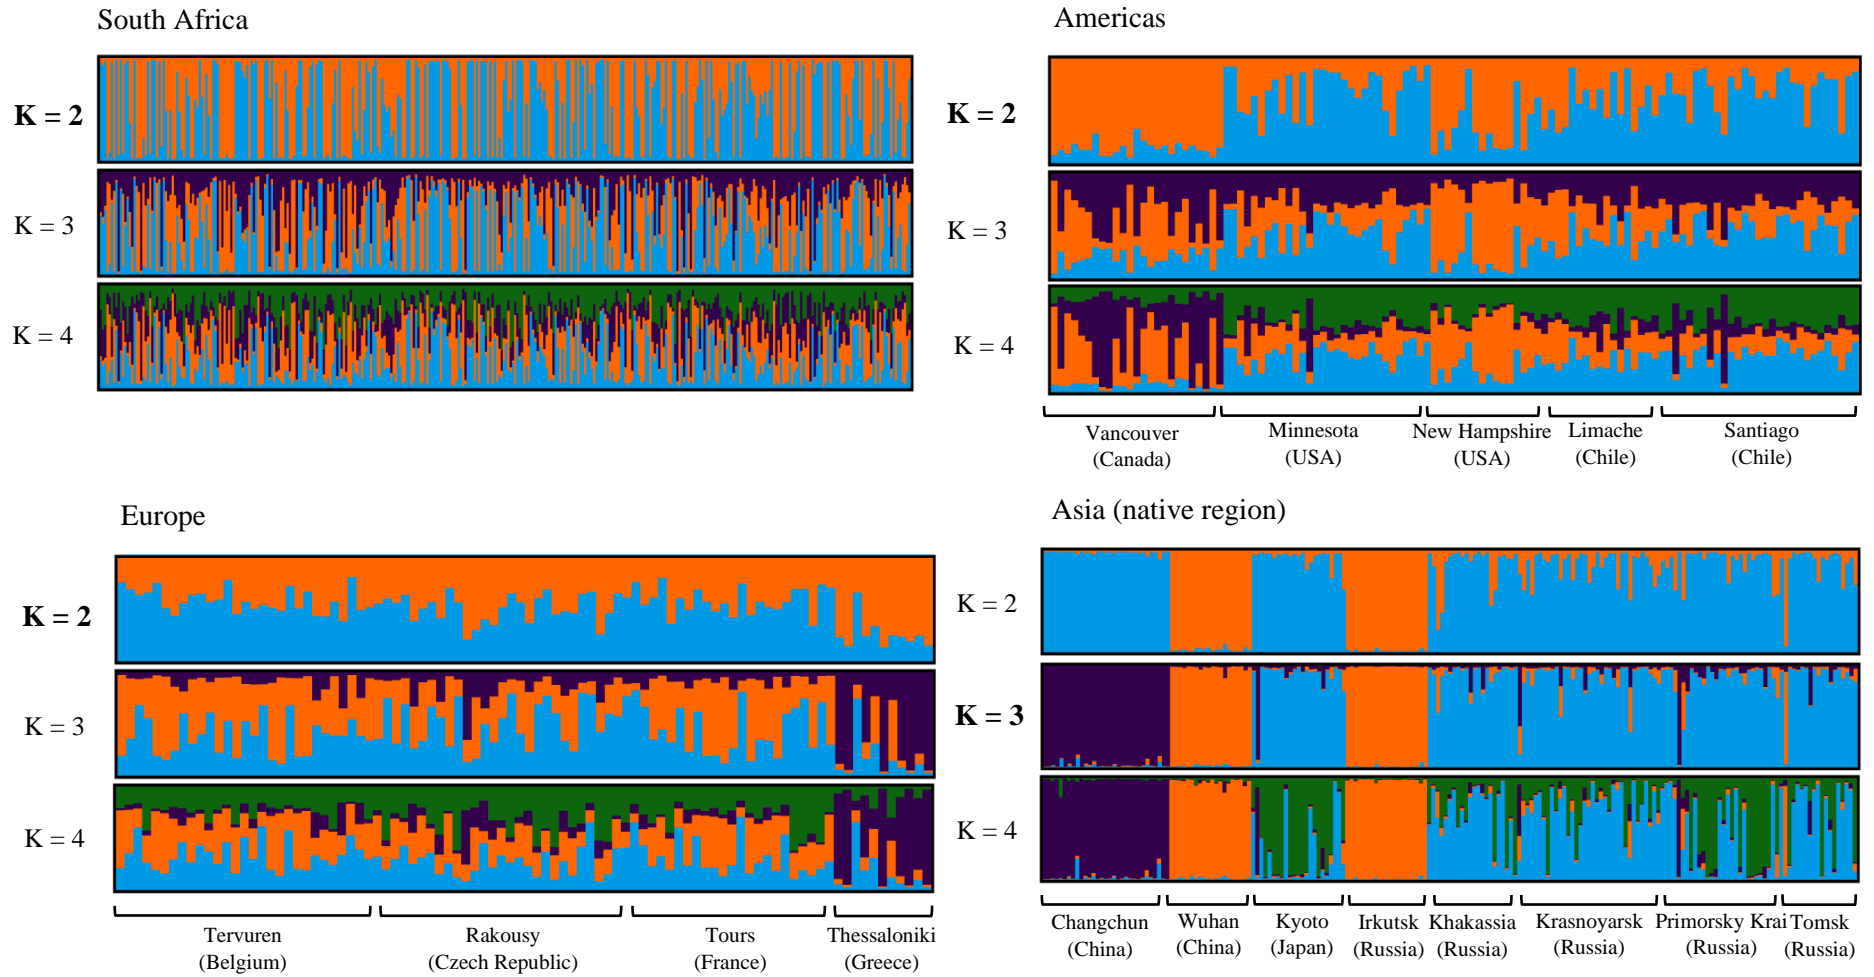 South Africa
K = 2
K = 3
K = 4
Americas
K = 2
K = 3
K = 4
Vancouver
(Canada)
Minnesota
(USA)
New Hampshire
(USA)
Limache
(Chile)
Santiago
(Chile)
Europe
K = 2
K = 3
K = 4
Tervuren
(Belgium)
Rakousy
(Czech Republic)
Tours
(France)
Thessaloniki
(Greece)
Asia (native region)
K = 2
K = 3
K = 4
Changchun
(China)
Wuhan
(China)
Kyoto
(Japan)
Irkutsk
(Russia)
Khakassia
(Russia)
Krasnoyarsk
(Russia)
Primorsky Krai
(Russia)
Tomsk
(Russia)